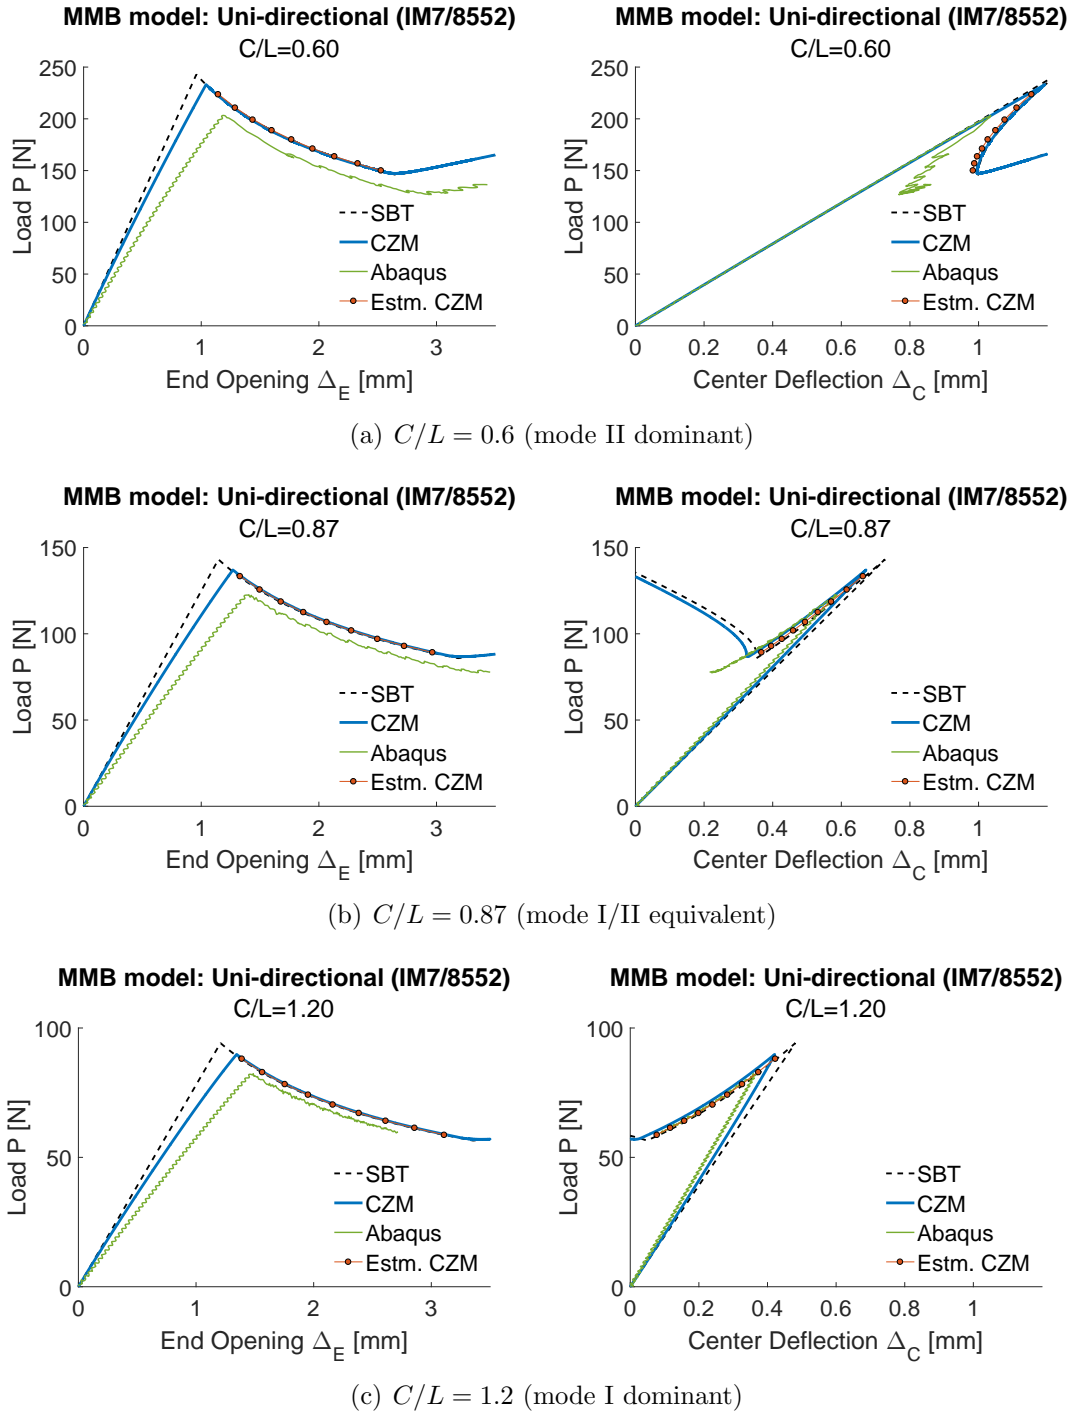 MMB model: Uni-directional (IM7/8552)
C/L=0.60
Load P [N]
250
200
150
100
50
0
0 1 2 3
End Opening Δ_E [mm]
SBT
CZM
Abaqus
Estm. CZM
MMB model: Uni-directional (IM7/8552)
C/L=0.60
Load P [N]
250
200
150
100
50
0
0 0.2 0.4 0.6 0.8 1
Center Deflection Δ_C [mm]
SBT
CZM
Abaqus
Estm. CZM
(a) C/L = 0.6 (mode II dominant)
MMB model: Uni-directional (IM7/8552)
C/L=0.87
Load P [N]
150
100
50
0
0 1 2 3
End Opening Δ_E [mm]
SBT
CZM
Abaqus
Estm. CZM
MMB model: Uni-directional (IM7/8552)
C/L=0.87
Load P [N]
150
100
50
0
0 0.2 0.4 0.6 0.8 1
Center Deflection Δ_C [mm]
SBT
CZM
Abaqus
Estm. CZM
(b) C/L = 0.87 (mode I/II equivalent)
MMB model: Uni-directional (IM7/8552)
C/L=1.20
Load P [N]
100
50
0
0 1 2 3
End Opening Δ_E [mm]
SBT
CZM
Abaqus
Estm. CZM
MMB model: Uni-directional (IM7/8552)
C/L=1.20
Load P [N]
100
50
0
0 0.2 0.4 0.6 0.8 1
Center Deflection Δ_C [mm]
SBT
CZM
Abaqus
Estm. CZM
(c) C/L = 1.2 (mode I dominant)